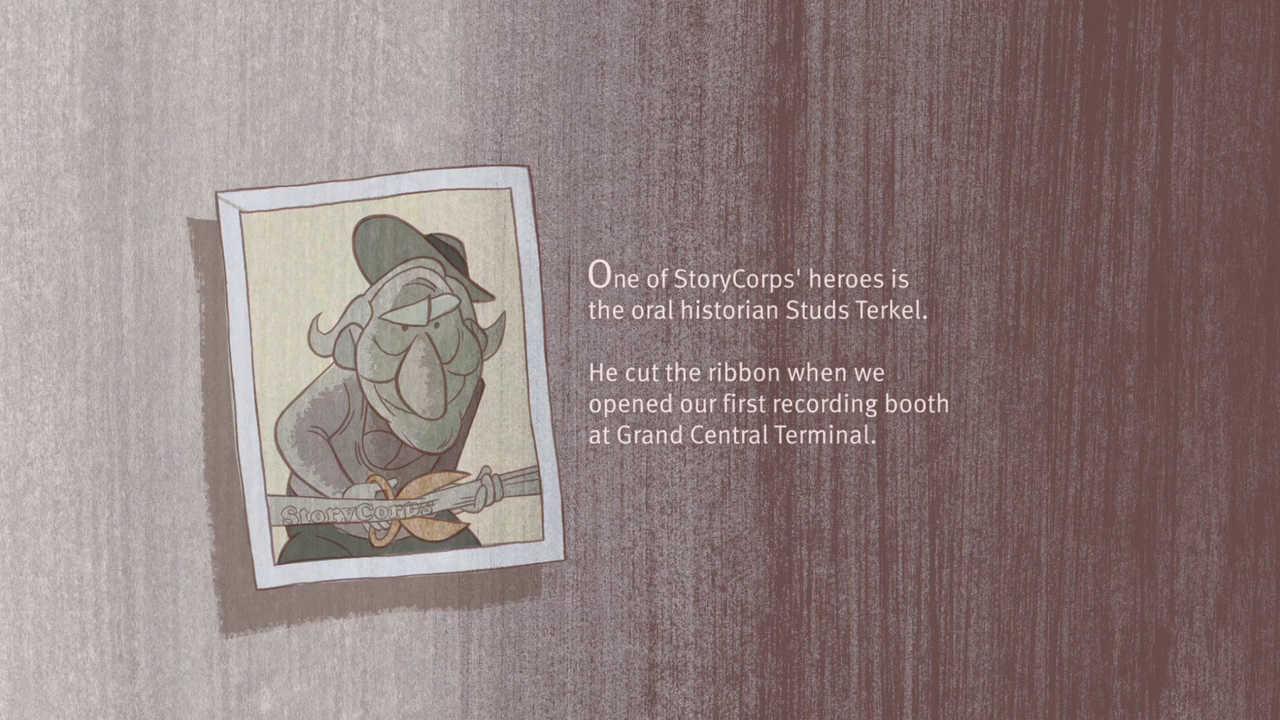 One of StoryCorps' heroes is
the oral historian Studs Terkel.
He cut the ribbon when we
opened our first recording booth
at Grand Central Terminal.
StoryCorps